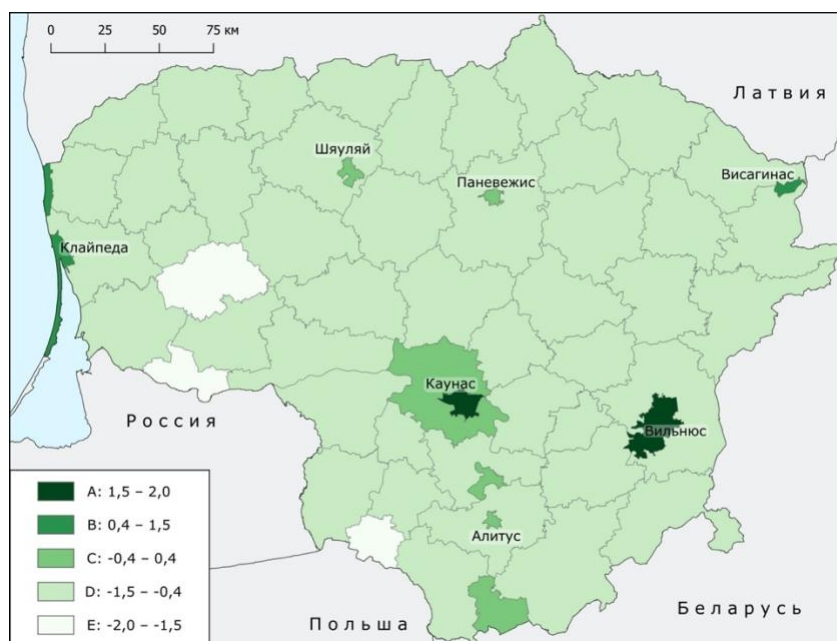 0 25 50 75 км
Латвия
Шяуляй
Паневежис
Висагинас
Клайпеда
Каунас
Россия
Вильнюс
A: 1,5 – 2,0
B: 0,4 – 1,5
C: -0,4 – 0,4
D: -1,5 – -0,4
E: -2,0 – -1,5
Алитус
Польша
Беларусь